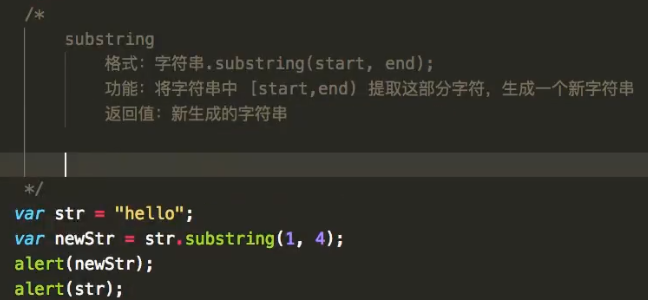 /*
substring
格式：字符串.substring(start, end);
功能：将字符串中 [start,end) 提取这部分字符，生成一个新字符串
返回值：新生成的字符串
*/
var str = "hello";
var newStr = str.substring(1, 4);
alert(newStr);
alert(str);